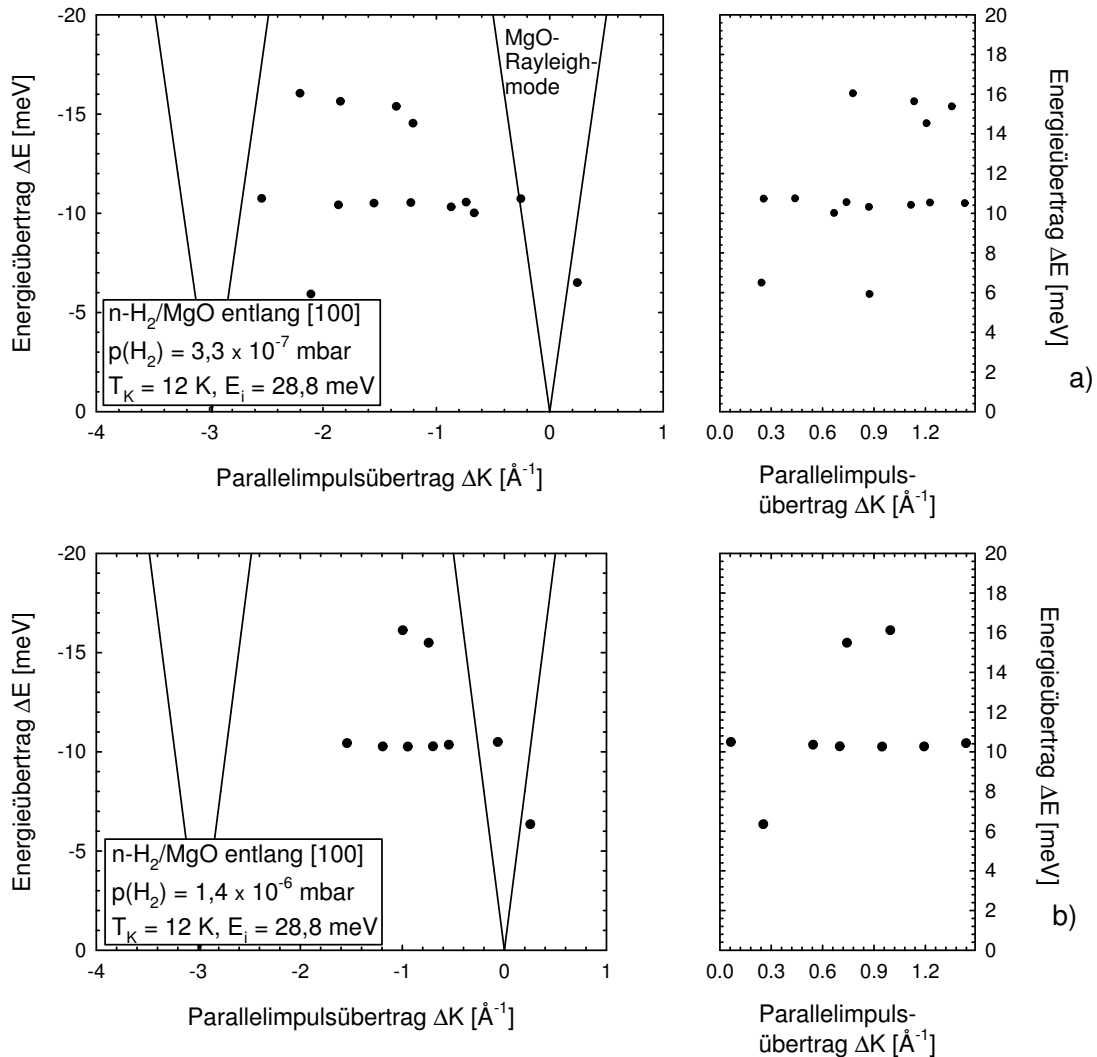 -20
-15
-10
-5
0
-4
-3
-2
-1
0
1
Energieübertrag ΔE [meV]
MgO-
Rayleigh-
mode
n-H₂/MgO entlang [100]
p(H₂) = 3,3 x 10⁻⁷ mbar
T_K = 12 K, E_i = 28,8 meV
Parallelimpulsübertrag ΔK [Å⁻¹]
20
18
16
14
12
10
8
6
4
2
0
0.0
0.3
0.6
0.9
1.2
Energieübertrag ΔE [meV]
Parallelimpuls-
übertrag ΔK [Å⁻¹]
a)
-20
-15
-10
-5
0
-4
-3
-2
-1
0
1
Energieübertrag ΔE [meV]
n-H₂/MgO entlang [100]
p(H₂) = 1,4 x 10⁻⁶ mbar
T_K = 12 K, E_i = 28,8 meV
Parallelimpulsübertrag ΔK [Å⁻¹]
20
18
16
14
12
10
8
6
4
2
0
0.0
0.3
0.6
0.9
1.2
Energieübertrag ΔE [meV]
Parallelimpuls-
übertrag ΔK [Å⁻¹]
b)